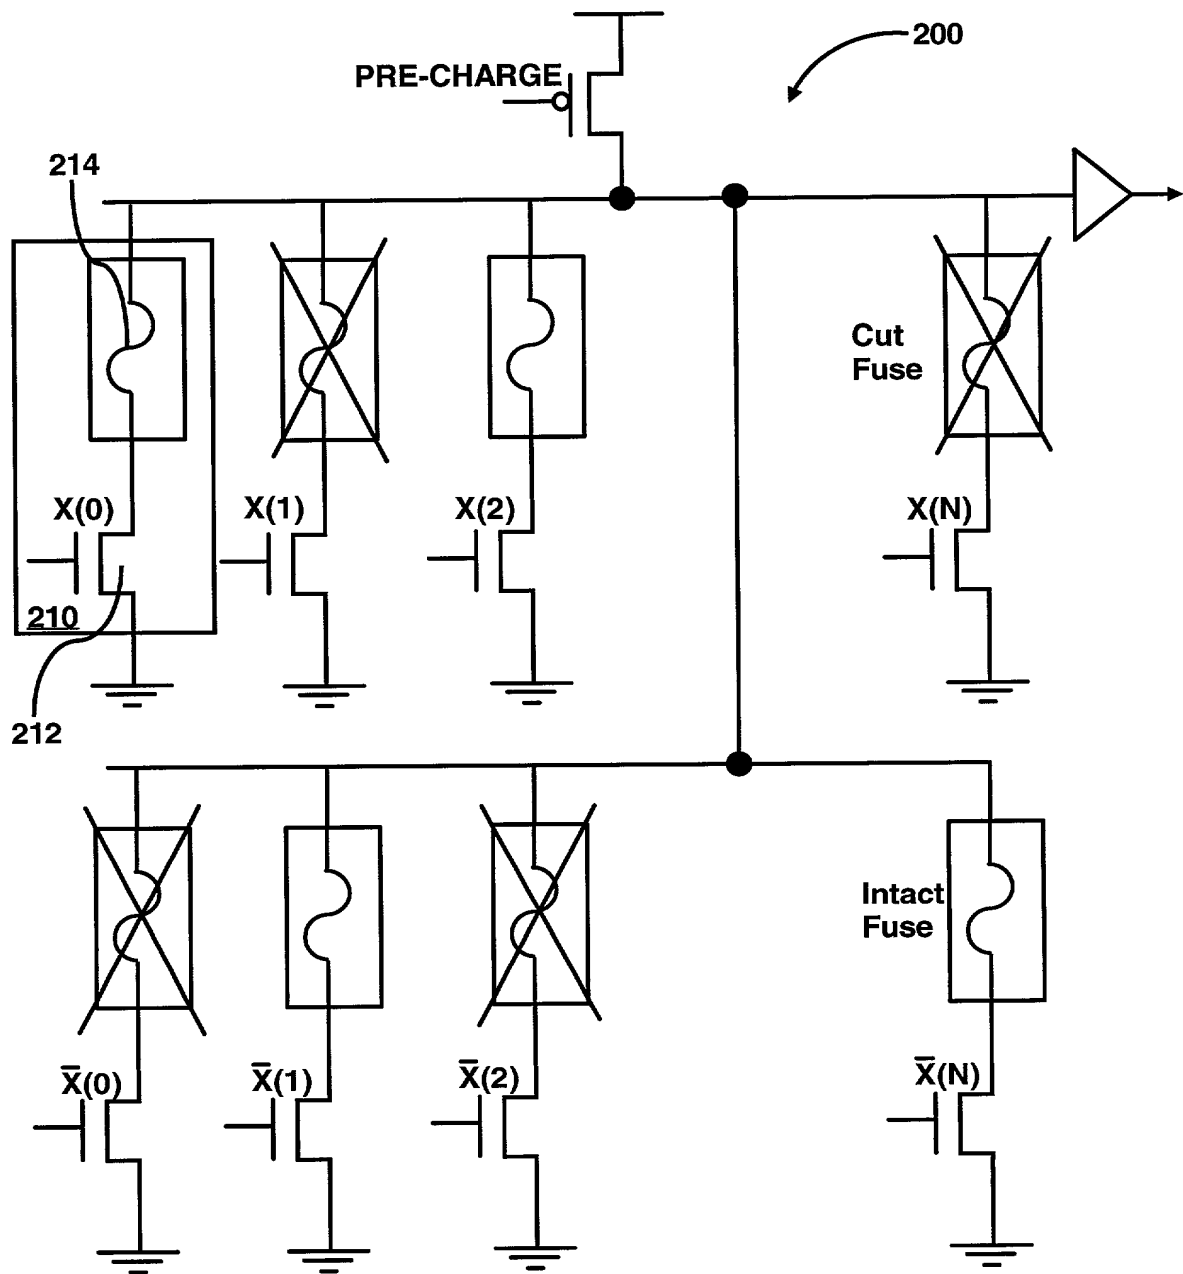 200
PRE-CHARGE
214
Cut
Fuse
X(0) X(1) X(2) X(N)
210
212
Intact
Fuse
X̅(0) X̅(1) X̅(2) X̅(N)